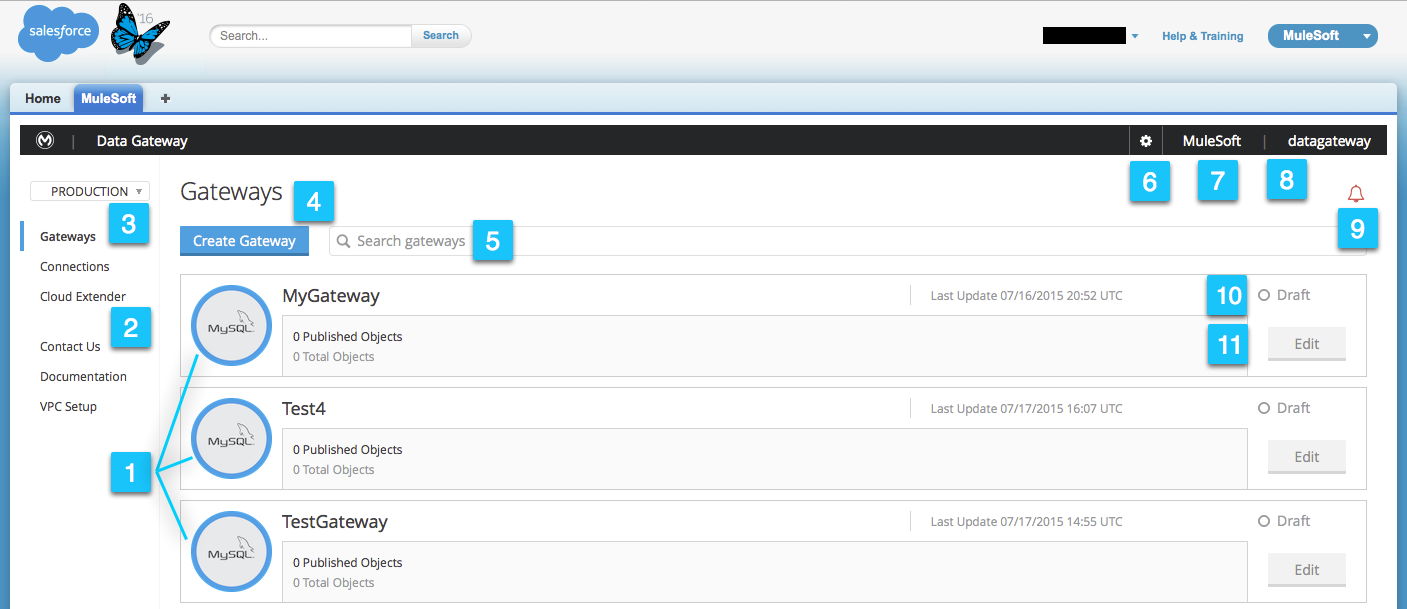 salesforce
'16
Search...
Search
Help & Training
MuleSoft
Home
MuleSoft
+
Data Gateway
MuleSoft
datagateway
6
7
8
PRODUCTION
3
Gateways
4
9
Gateways
Create Gateway
Search gateways
5
Connections
Cloud Extender
2
Contact Us
Documentation
VPC Setup
1
MySQL
MyGateway
Last Update 07/16/2015 20:52 UTC
10
Draft
0 Published Objects
0 Total Objects
11
Edit
MySQL
Test4
Last Update 07/17/2015 16:07 UTC
Draft
0 Published Objects
0 Total Objects
Edit
MySQL
TestGateway
Last Update 07/17/2015 14:55 UTC
Draft
0 Published Objects
0 Total Objects
Edit